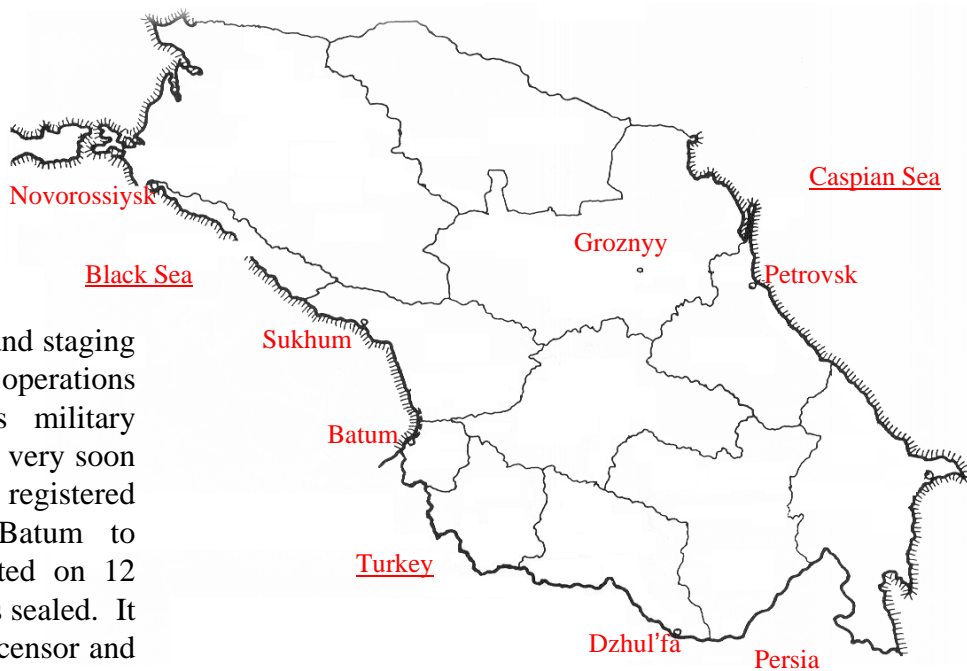 Caspian Sea
Novorossiysk
Groznyy
Black Sea
Petrovsk
Sukhum
Batum
Turkey
Dzhul'fa
Persia
and staging
operations
s military
very soon
registered
Batum to
ted on 12
s sealed. It
censor and